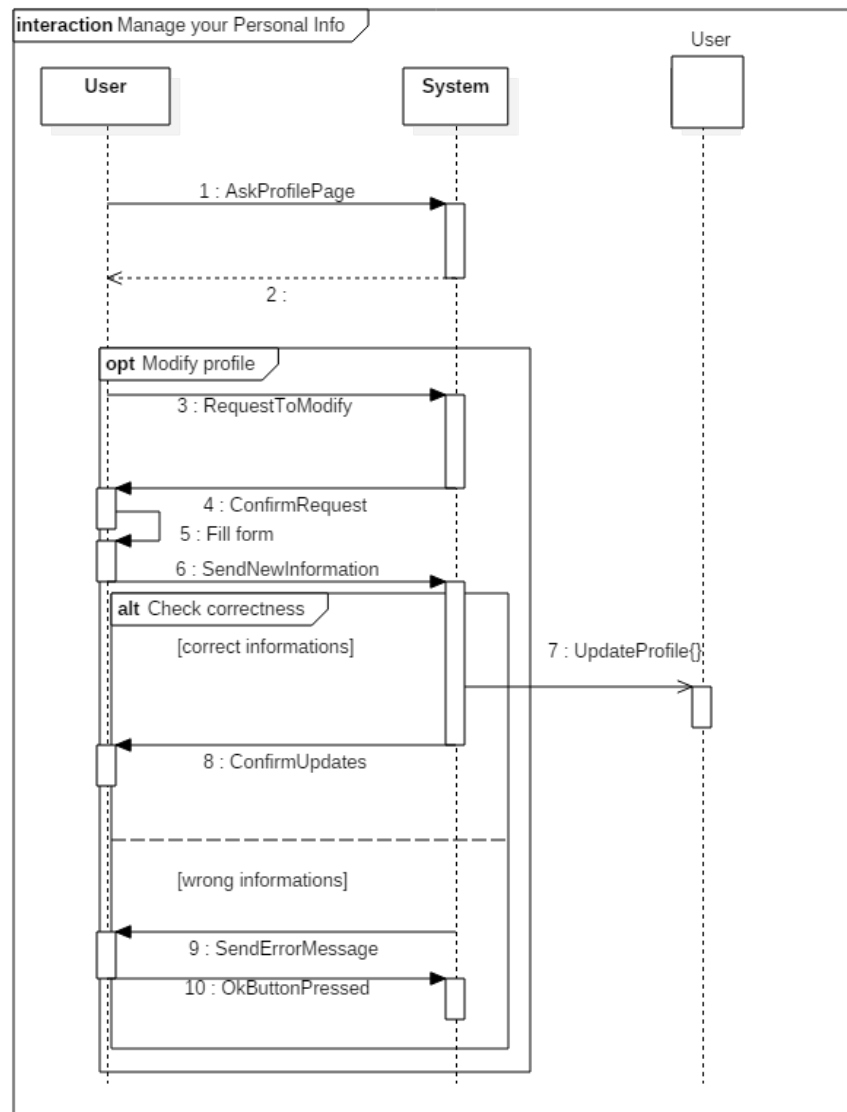 interaction Manage your Personal Info
User
User
System
1 : AskProfilePage
2 :
opt Modify profile
3 : RequestToModify
4 : ConfirmRequest
5 : Fill form
6 : SendNewInformation
alt Check correctness
[correct informations]
7 : UpdateProfile{}
8 : ConfirmUpdates
[wrong informations]
9 : SendErrorMessage
10 : OkButtonPressed